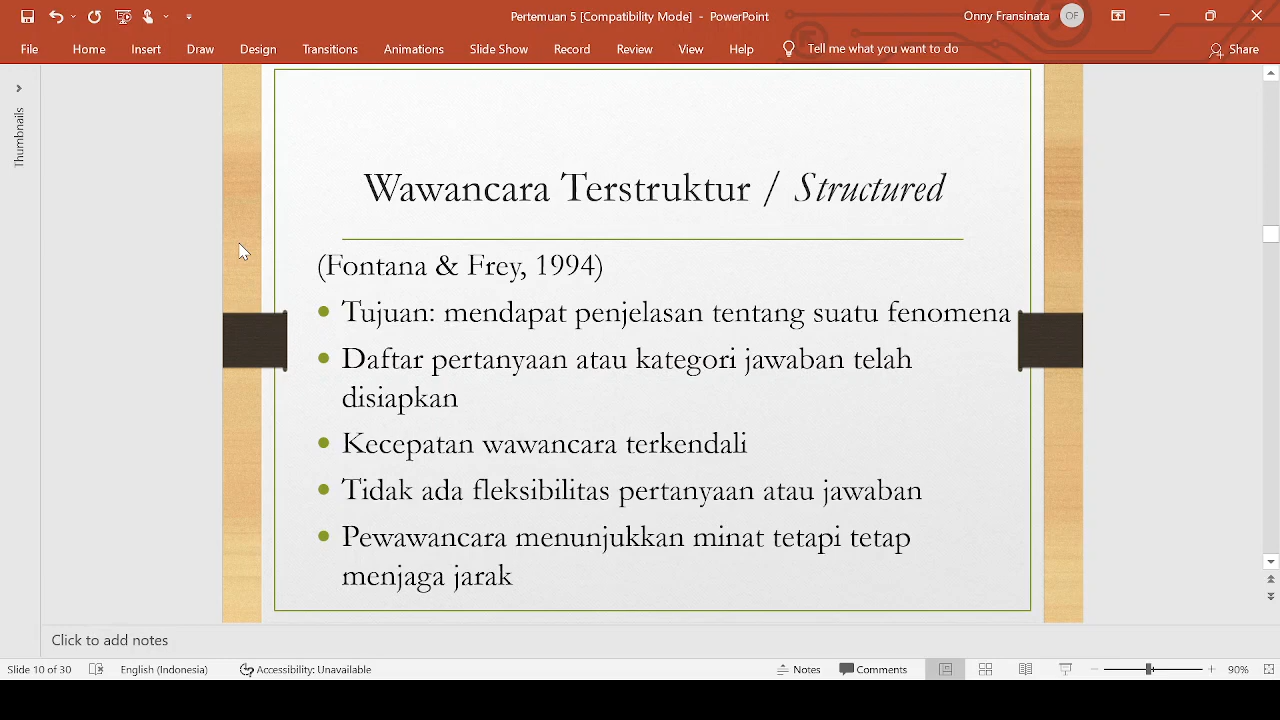 Pertemuan 5 [Compatibility Mode] - PowerPoint
Onny Fransinata
OF
File Home Insert Draw Design Transitions Animations Slide Show Record Review View Help Tell me what you want to do Share
Thumbnails
Wawancara Terstruktur / Structured
(Fontana & Frey, 1994)
• Tujuan: mendapat penjelasan tentang suatu fenomena
• Daftar pertanyaan atau kategori jawaban telah
disiapkan
• Kecepatan wawancara terkendali
• Tidak ada fleksibilitas pertanyaan atau jawaban
• Pewawancara menunjukkan minat tetapi tetap
menjaga jarak
Click to add notes
Slide 10 of 30 English (Indonesia) Accessibility: Unavailable Notes Comments 90%